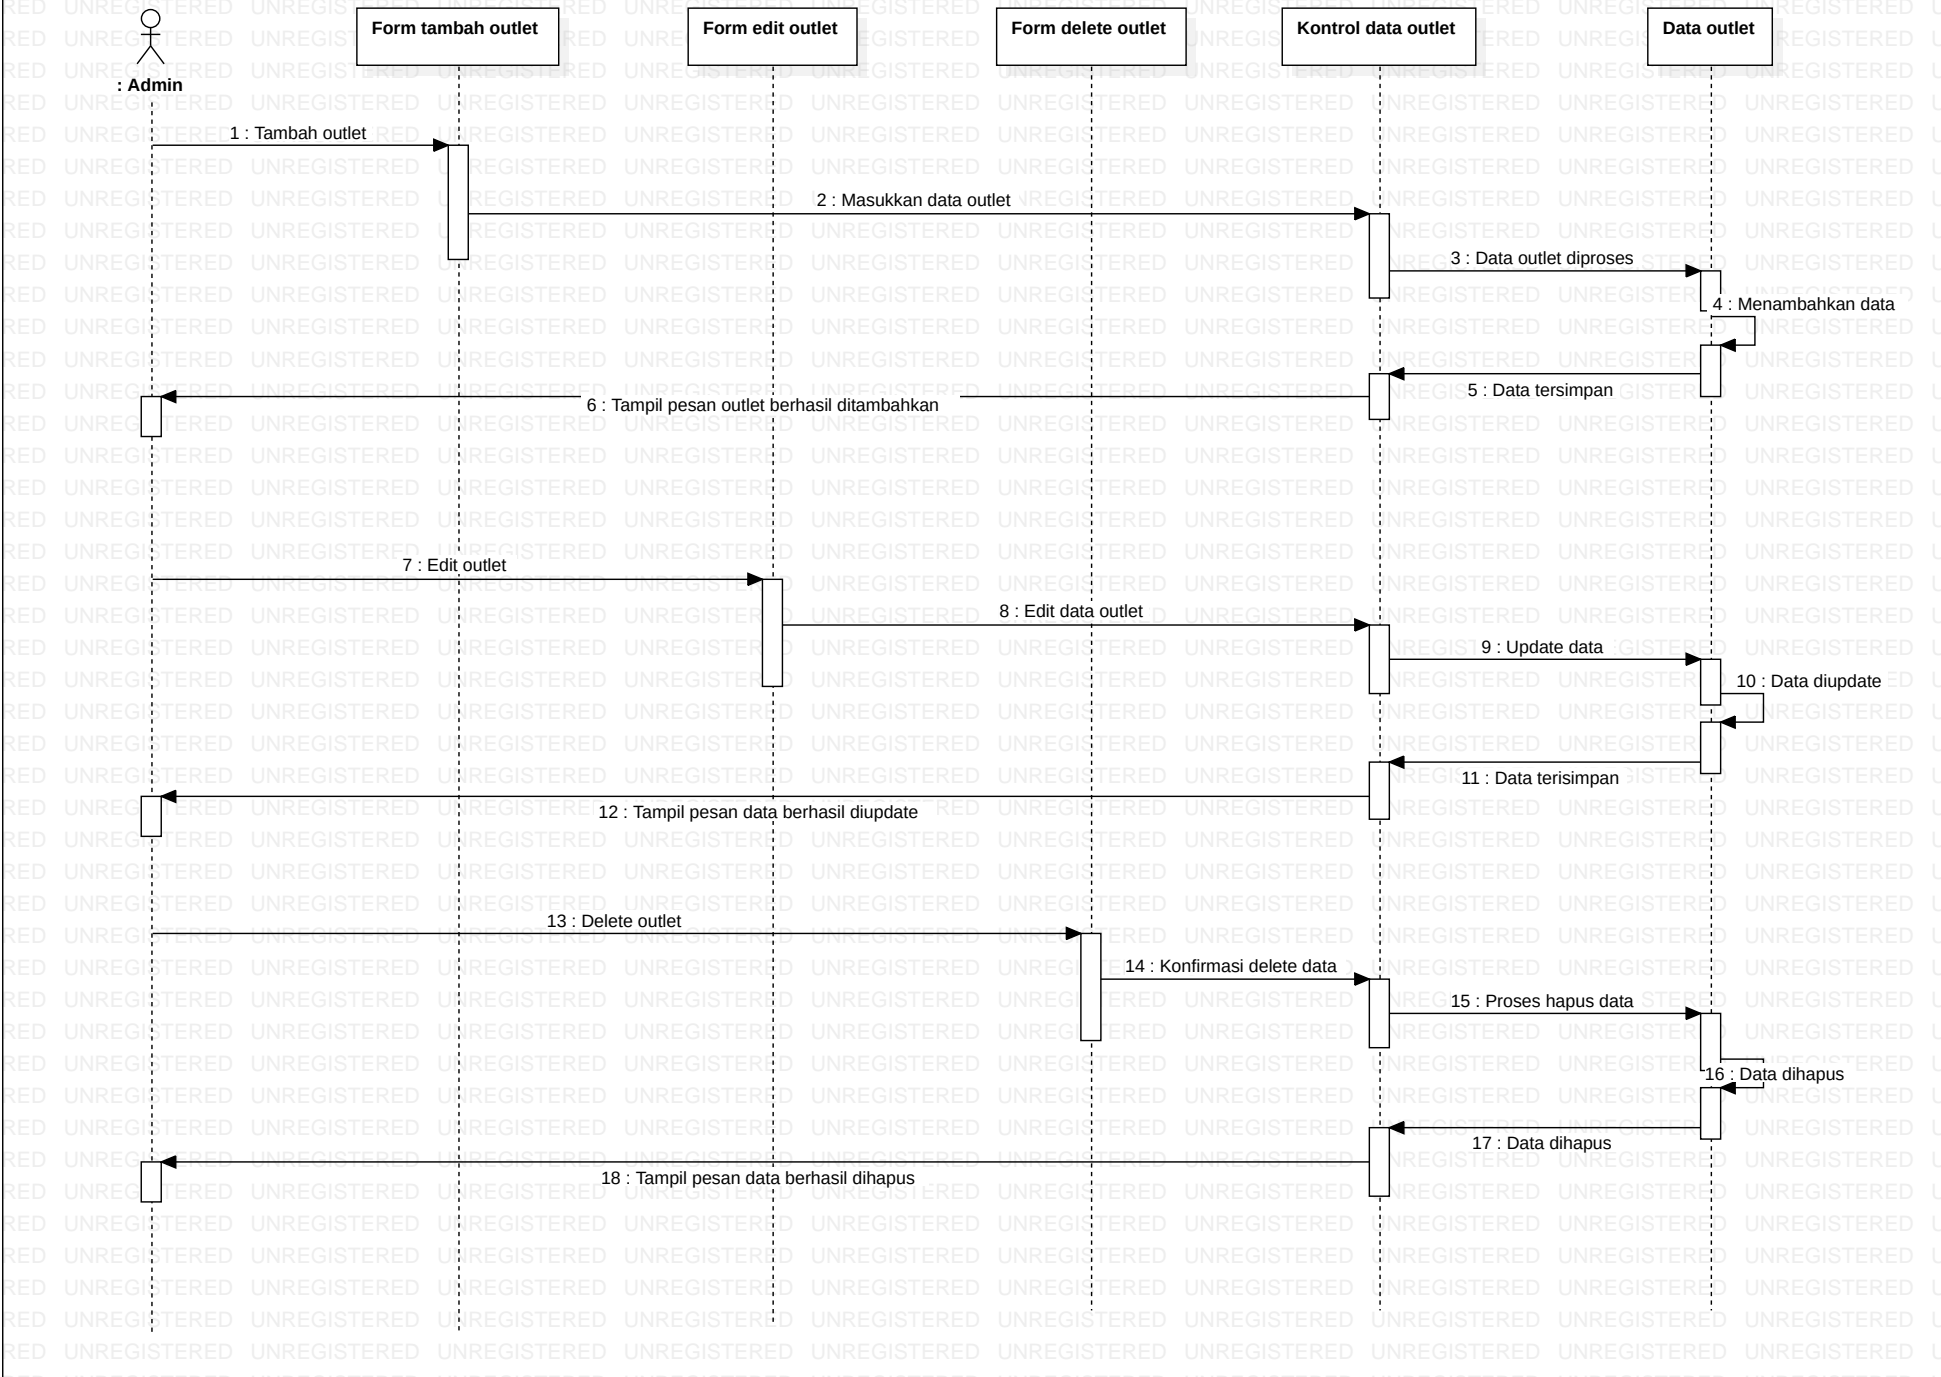 Form tambah outlet
Form edit outlet
Form delete outlet
Kontrol data outlet
Data outlet
: Admin
1 : Tambah outlet
2 : Masukkan data outlet
3 : Data outlet diproses
4 : Menambahkan data
5 : Data tersimpan
6 : Tampil pesan outlet berhasil ditambahkan
7 : Edit outlet
8 : Edit data outlet
9 : Update data
10 : Data diupdate
11 : Data terisimpan
12 : Tampil pesan data berhasil diupdate
13 : Delete outlet
14 : Konfirmasi delete data
15 : Proses hapus data
16 : Data dihapus
17 : Data dihapus
18 : Tampil pesan data berhasil dihapus
UNREGISTERED